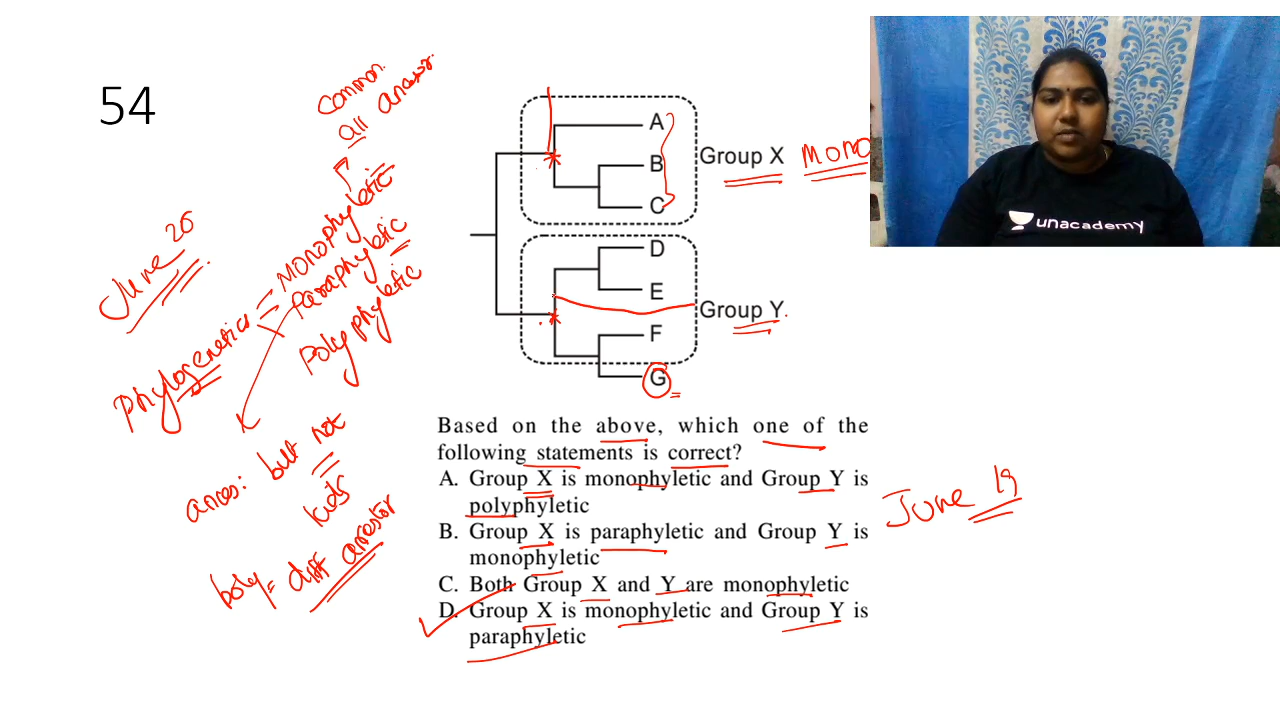 54
common
all ancestr.
June 20
Phylogenetics = Monophyletic
Paraphyletic
Polyphyletic
ances: but not
kids
poly = diff ancestor
A
B
C
Group X
MONO
D
E
F
G
Group Y
unacademy
Based on the above, which one of the
following statements is correct?
A. Group X is monophyletic and Group Y is
polyphyletic
B. Group X is paraphyletic and Group Y is
monophyletic
C. Both Group X and Y are monophyletic
D. Group X is monophyletic and Group Y is
paraphyletic
June 19